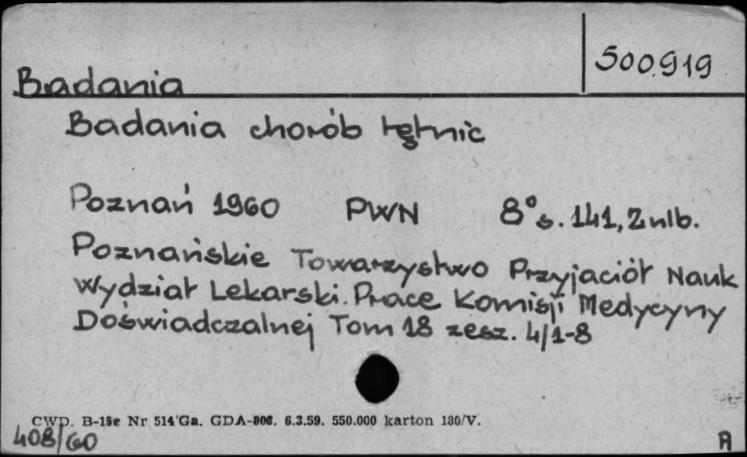 500.919
Badania
Badania chorób tętnic
Poznań 1960 PWN 8° s. 141, 2 nlb.
Poznańskie Towarzystwo Przyjaciół Nauk
Wydział Lekarski. Prace Komisji Medycyny
Doświadczalnej Tom 18 zesz. 4/1-8
CWD. B-15e Nr 514/Ga. GDA-806. 6.3.59. 550.000 karton 180/V.
408/60
A